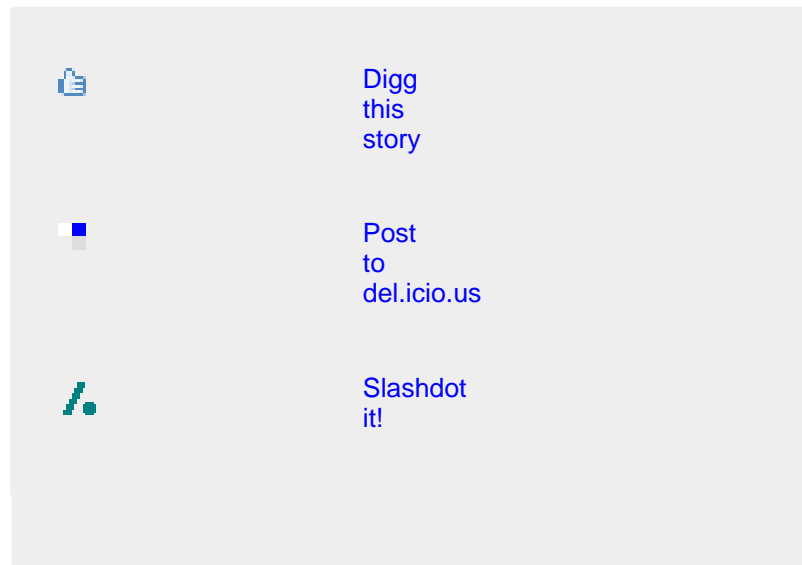 Digg
this
story
Post
to
del.icio.us
Slashdot
it!